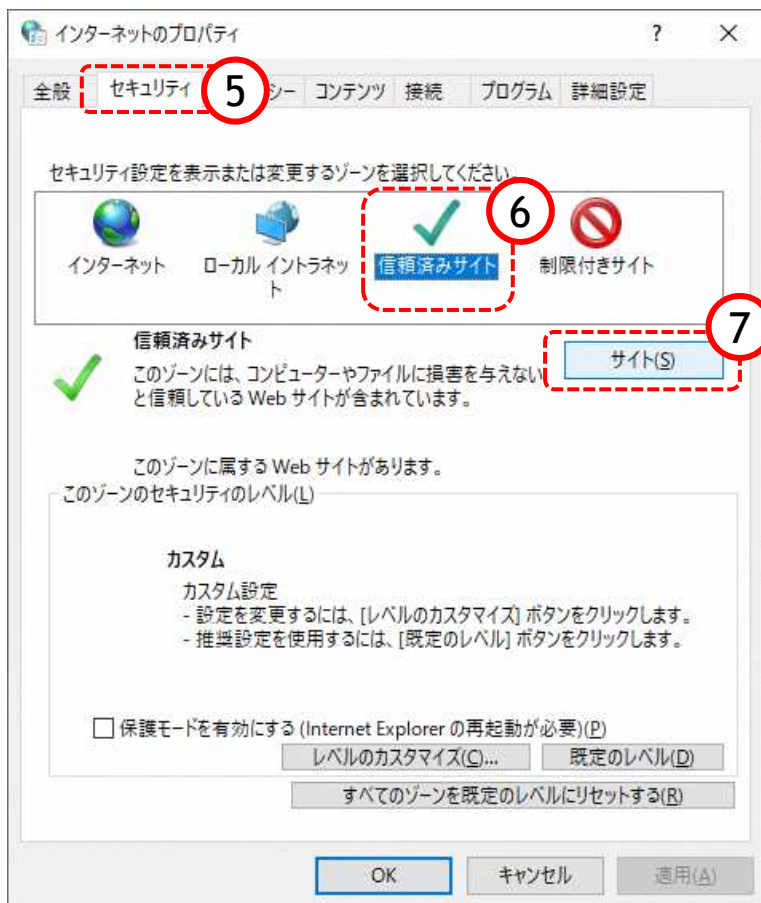 インターネットのプロパティ ? ×
全般 セキュリティ 5 シー コンテンツ 接続 プログラム 詳細設定
セキュリティ設定を表示または変更するゾーンを選択してください。
6
インターネット ローカル イントラネット 信頼済みサイト 制限付きサイト
7
信頼済みサイト
サイト(S)
このゾーンには、コンピューターやファイルに損害を与えない
と信頼している Web サイトが含まれています。
このゾーンに属する Web サイトがあります。
このゾーンのセキュリティのレベル(L)
カスタム
カスタム設定
- 設定を変更するには、[レベルのカスタマイズ] ボタンをクリックします。
- 推奨設定を使用するには、[既定のレベル] ボタンをクリックします。
保護モードを有効にする (Internet Explorer の再起動が必要)(P)
レベルのカスタマイズ(C)... 既定のレベル(D)
すべてのゾーンを既定のレベルにリセットする(R)
OK キャンセル 適用(A)